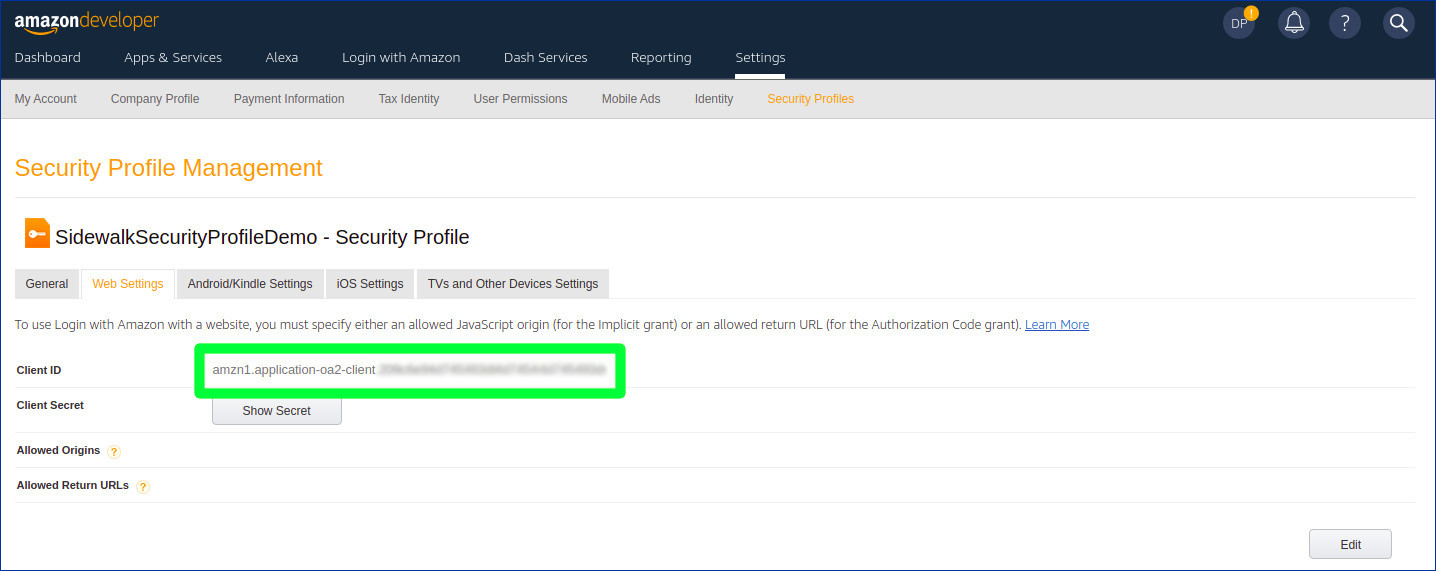 amazondeveloper
DP !
?
Dashboard Apps & Services Alexa Login with Amazon Dash Services Reporting Settings
My Account Company Profile Payment Information Tax Identity User Permissions Mobile Ads Identity Security Profiles
Security Profile Management
SidewalkSecurityProfileDemo - Security Profile
General Web Settings Android/Kindle Settings iOS Settings TVs and Other Devices Settings
To use Login with Amazon with a website, you must specify either an allowed JavaScript origin (for the Implicit grant) or an allowed return URL (for the Authorization Code grant). Learn More
Client ID amzn1.application-oa2-client
Client Secret Show Secret
Allowed Origins ?
Allowed Return URLs ?
Edit